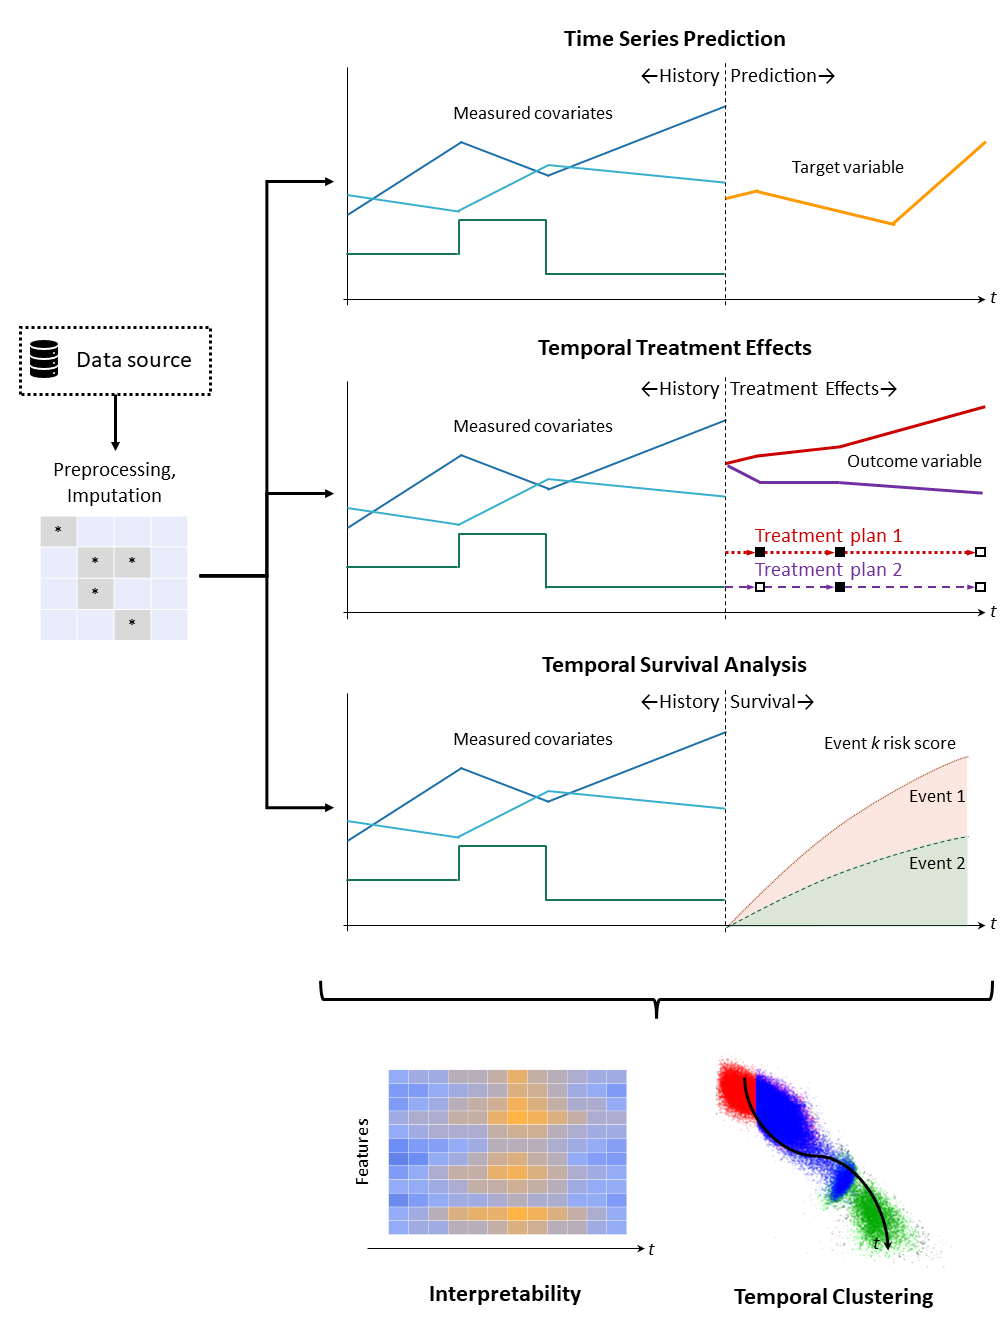 Time Series Prediction
←History Prediction→
Measured covariates
Target variable
t
Data source
Preprocessing,
Imputation
*
* *
*
*
Temporal Treatment Effects
←History Treatment Effects→
Measured covariates
Outcome variable
Treatment plan 1
Treatment plan 2
t
Temporal Survival Analysis
←History Survival→
Measured covariates
Event k risk score
Event 1
Event 2
t
Features
t
Interpretability
t
Temporal Clustering